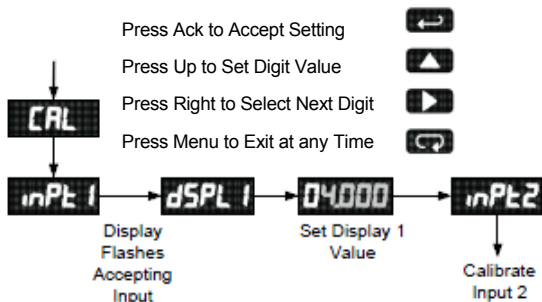 Press Ack to Accept Setting
Press Up to Set Digit Value
Press Right to Select Next Digit
Press Menu to Exit at any Time
CAL
inPt 1
dSPL 1
04.000
inPt2
Display
Flashes
Accepting
Input
Set Display 1
Value
Calibrate
Input 2